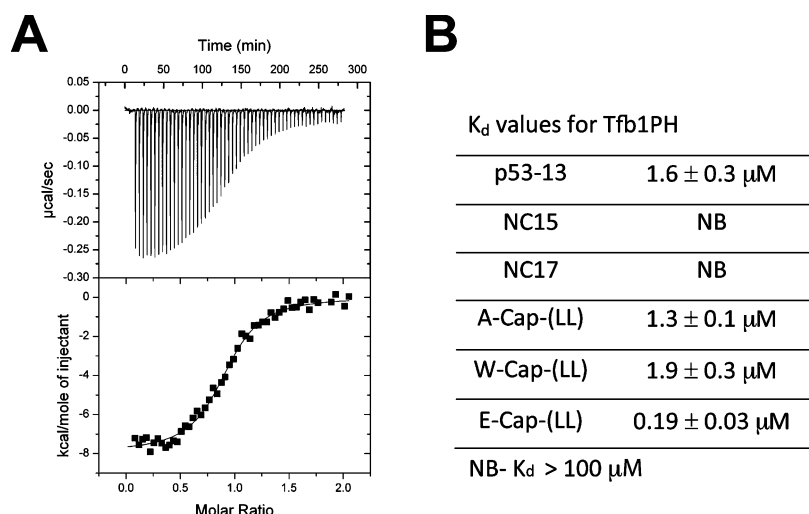 A
Time (min)
0 50 100 150 200 250 300
0.05
0.00
-0.05
-0.10
-0.15
-0.20
-0.25
-0.30
µcal/sec
0
-2
-4
-6
-8
kcal/mole of injectant
0.0 0.5 1.0 1.5 2.0
Molar Ratio
B
Kd values for Tfb1PH
p53-13 1.6 ± 0.3 µM
NC15 NB
NC17 NB
A-Cap-(LL) 1.3 ± 0.1 µM
W-Cap-(LL) 1.9 ± 0.3 µM
E-Cap-(LL) 0.19 ± 0.03 µM
NB- Kd > 100 µM